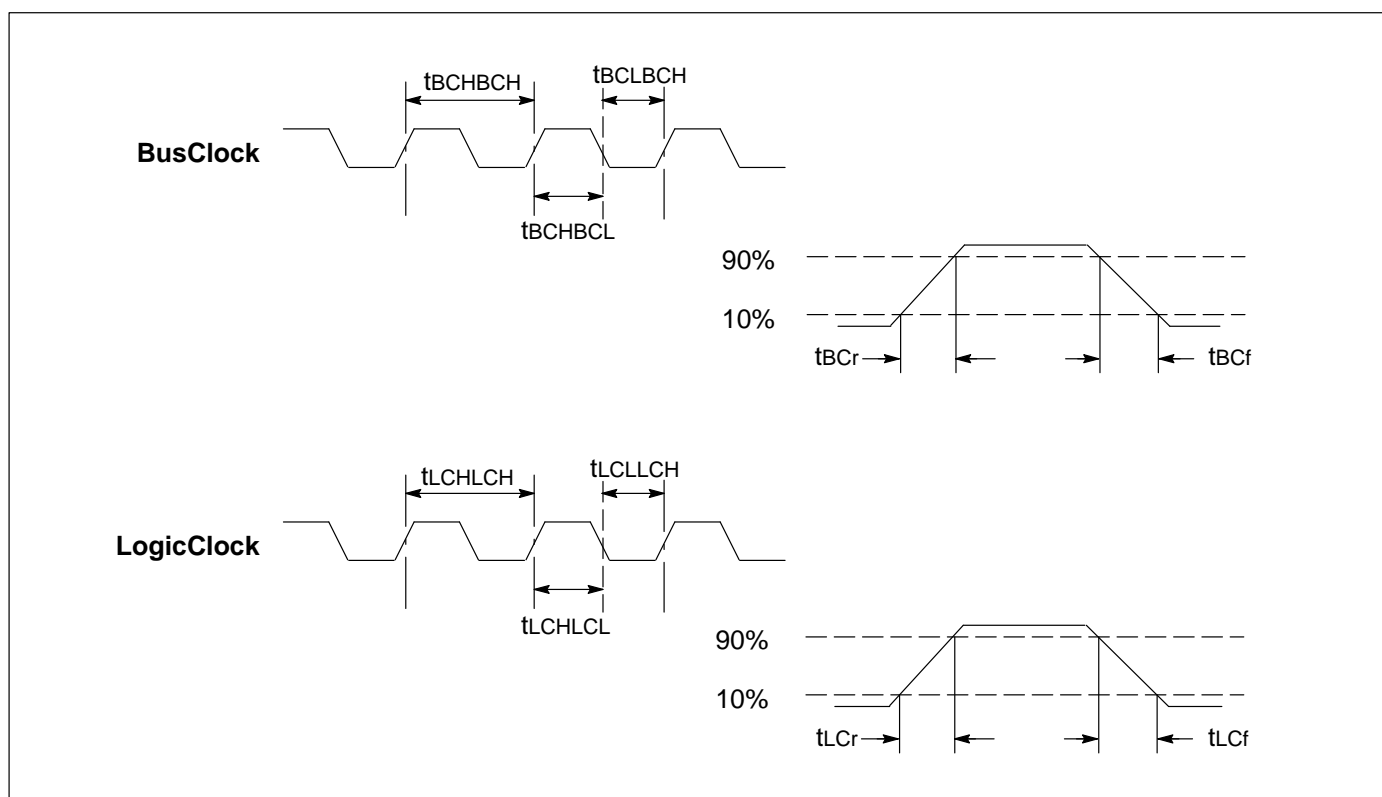 tBCHBCH
tBCLBCH
BusClock
tBCHBCL
90%
10%
tBCr
tBCf
tLCHLCH
tLCLLCH
LogicClock
tLCHLCL
90%
10%
tLCr
tLCf